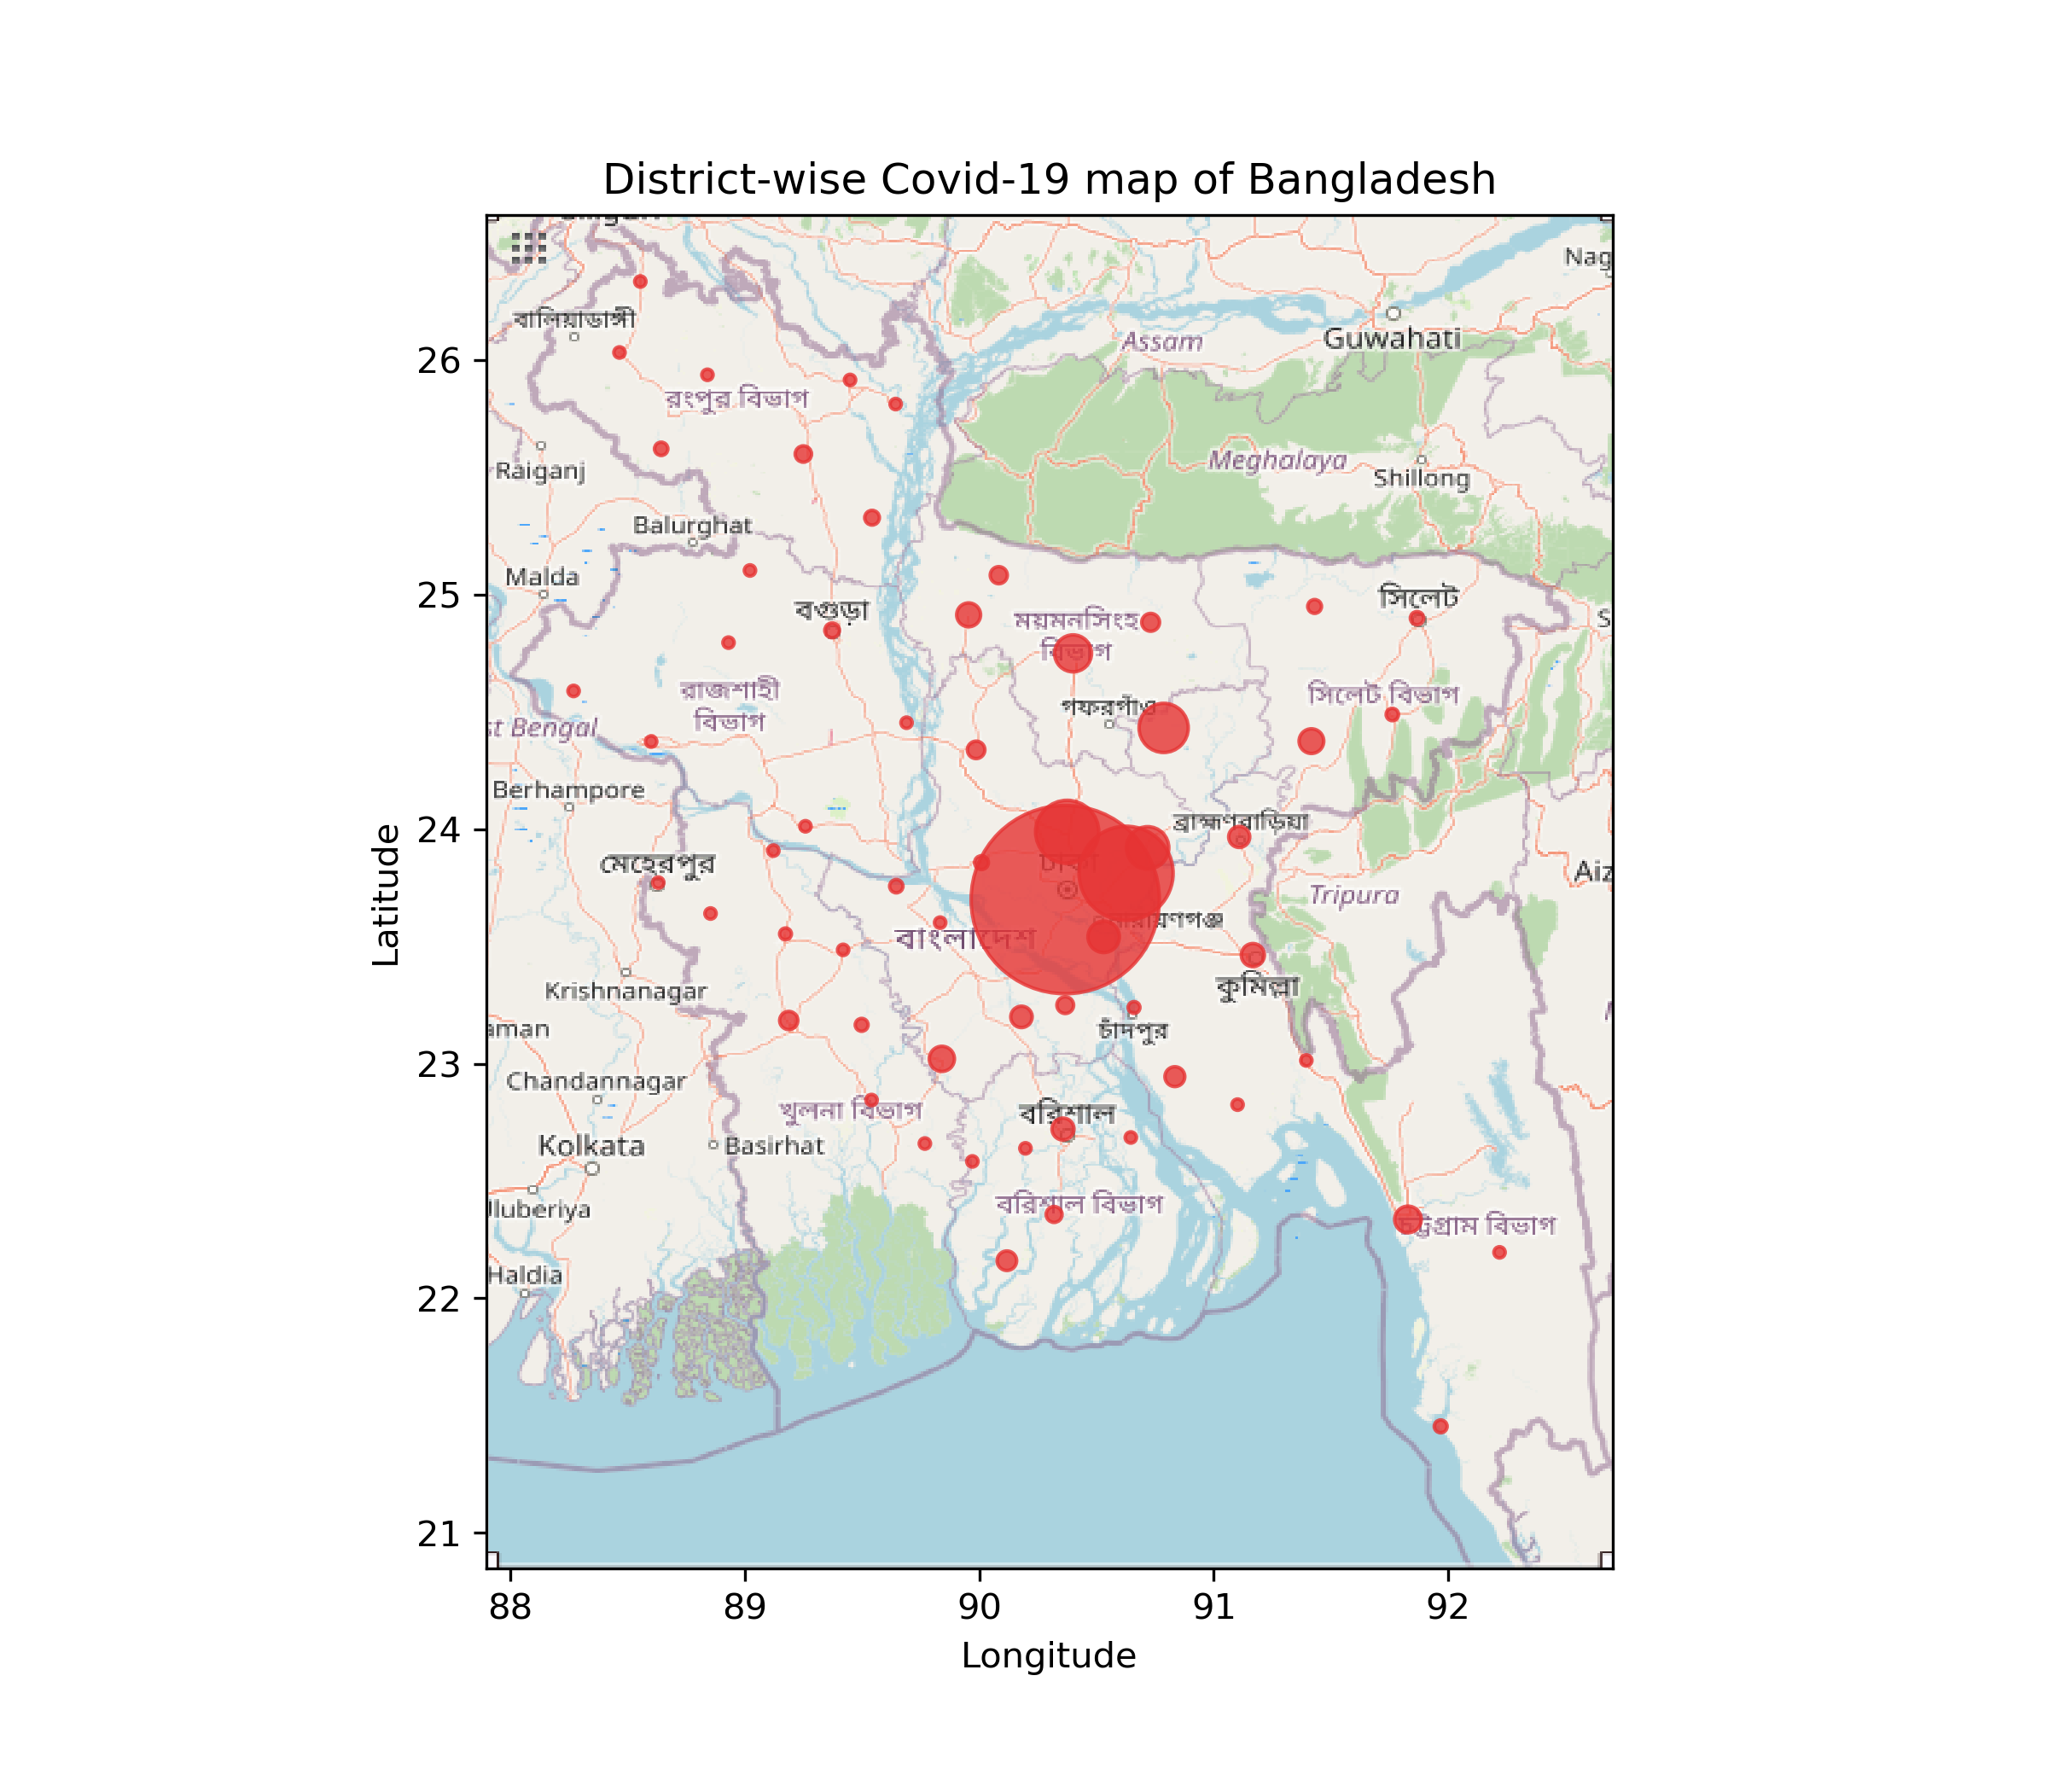 District-wise Covid-19 map of Bangladesh
Nag
বালিয়াডাঙ্গী
Guwahati
Assam
26
রংপুর বিভাগ
Raiganj
Meghalaya
Shillong
Balurghat
Malda
25
বগুড়া
সিলেট
ময়মনসিংহ
বিভাগ
রাজশাহী
বিভাগ
সিলেট বিভাগ
গফরগাঁও
st Bengal
Berhampore
24
ব্রাহ্মণবাড়িয়া
মেহেরপুর
ঢাকা
Aiz
Tripura
Latitude
বাংলাদেশ
Krishnanagar
কুমিল্লা
aman
চাঁদপুর
23
Chandannagar
খুলনা বিভাগ
বরিশাল
Kolkata
Basirhat
বরিশাল বিভাগ
Uluberiya
চট্টগ্রাম বিভাগ
Haldia
22
21
88 89 90 91 92
Longitude